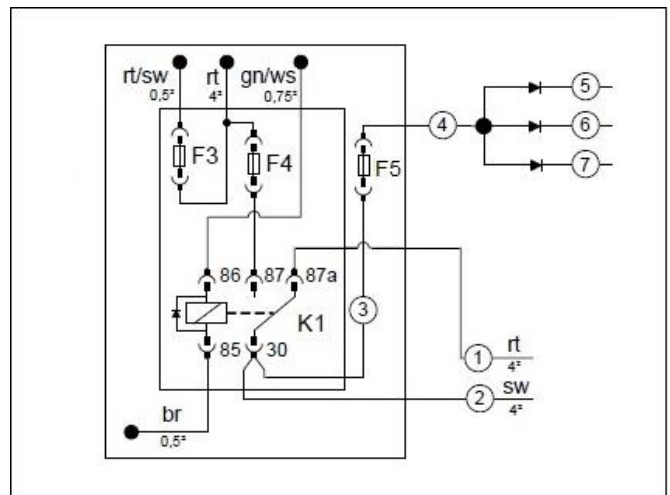 rt/sw rt gn/ws
0,5² 4² 0,75²
F3 F4 F5
4 5
6
7
86 87 87a
K1 3
85 30
1 rt
4²
2 sw
4²
br
0,5²